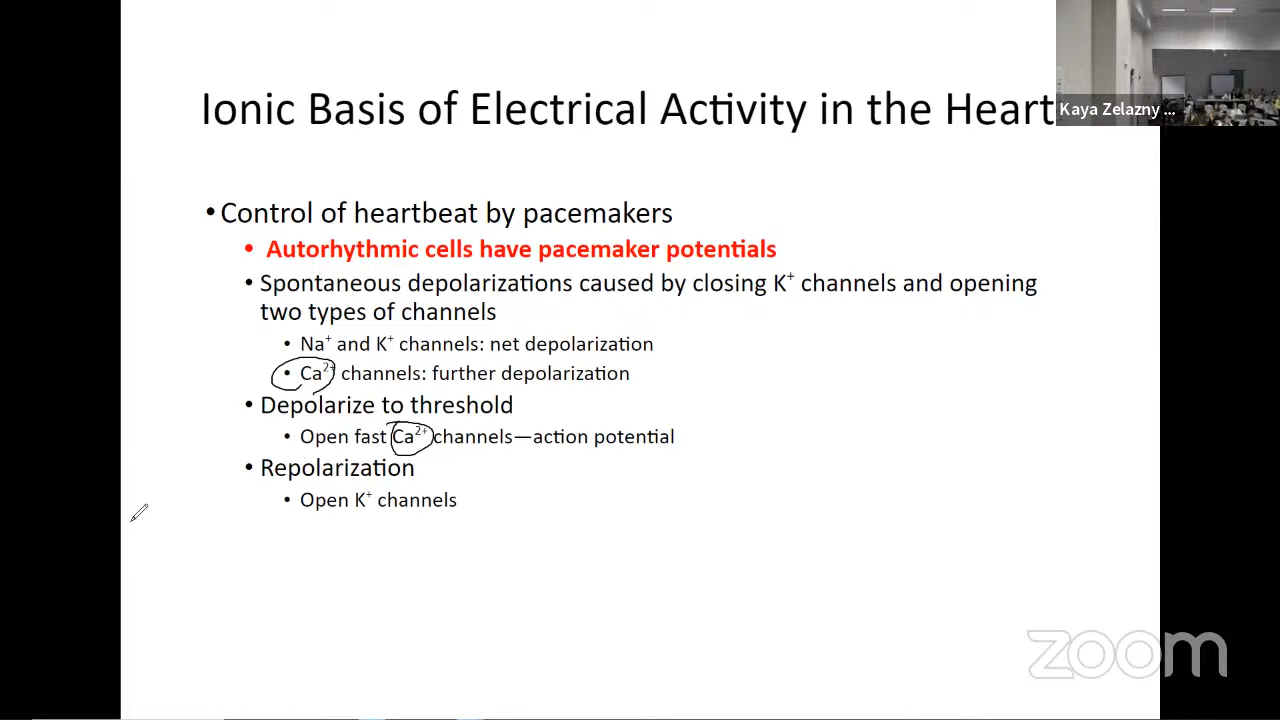 Ionic Basis of Electrical Activity in the Heart
Kaya Zelazny ...
• Control of heartbeat by pacemakers
• Autorhythmic cells have pacemaker potentials
• Spontaneous depolarizations caused by closing K⁺ channels and opening
two types of channels
• Na⁺ and K⁺ channels: net depolarization
• Ca²⁺ channels: further depolarization
• Depolarize to threshold
• Open fast Ca²⁺ channels—action potential
• Repolarization
• Open K⁺ channels
zoom